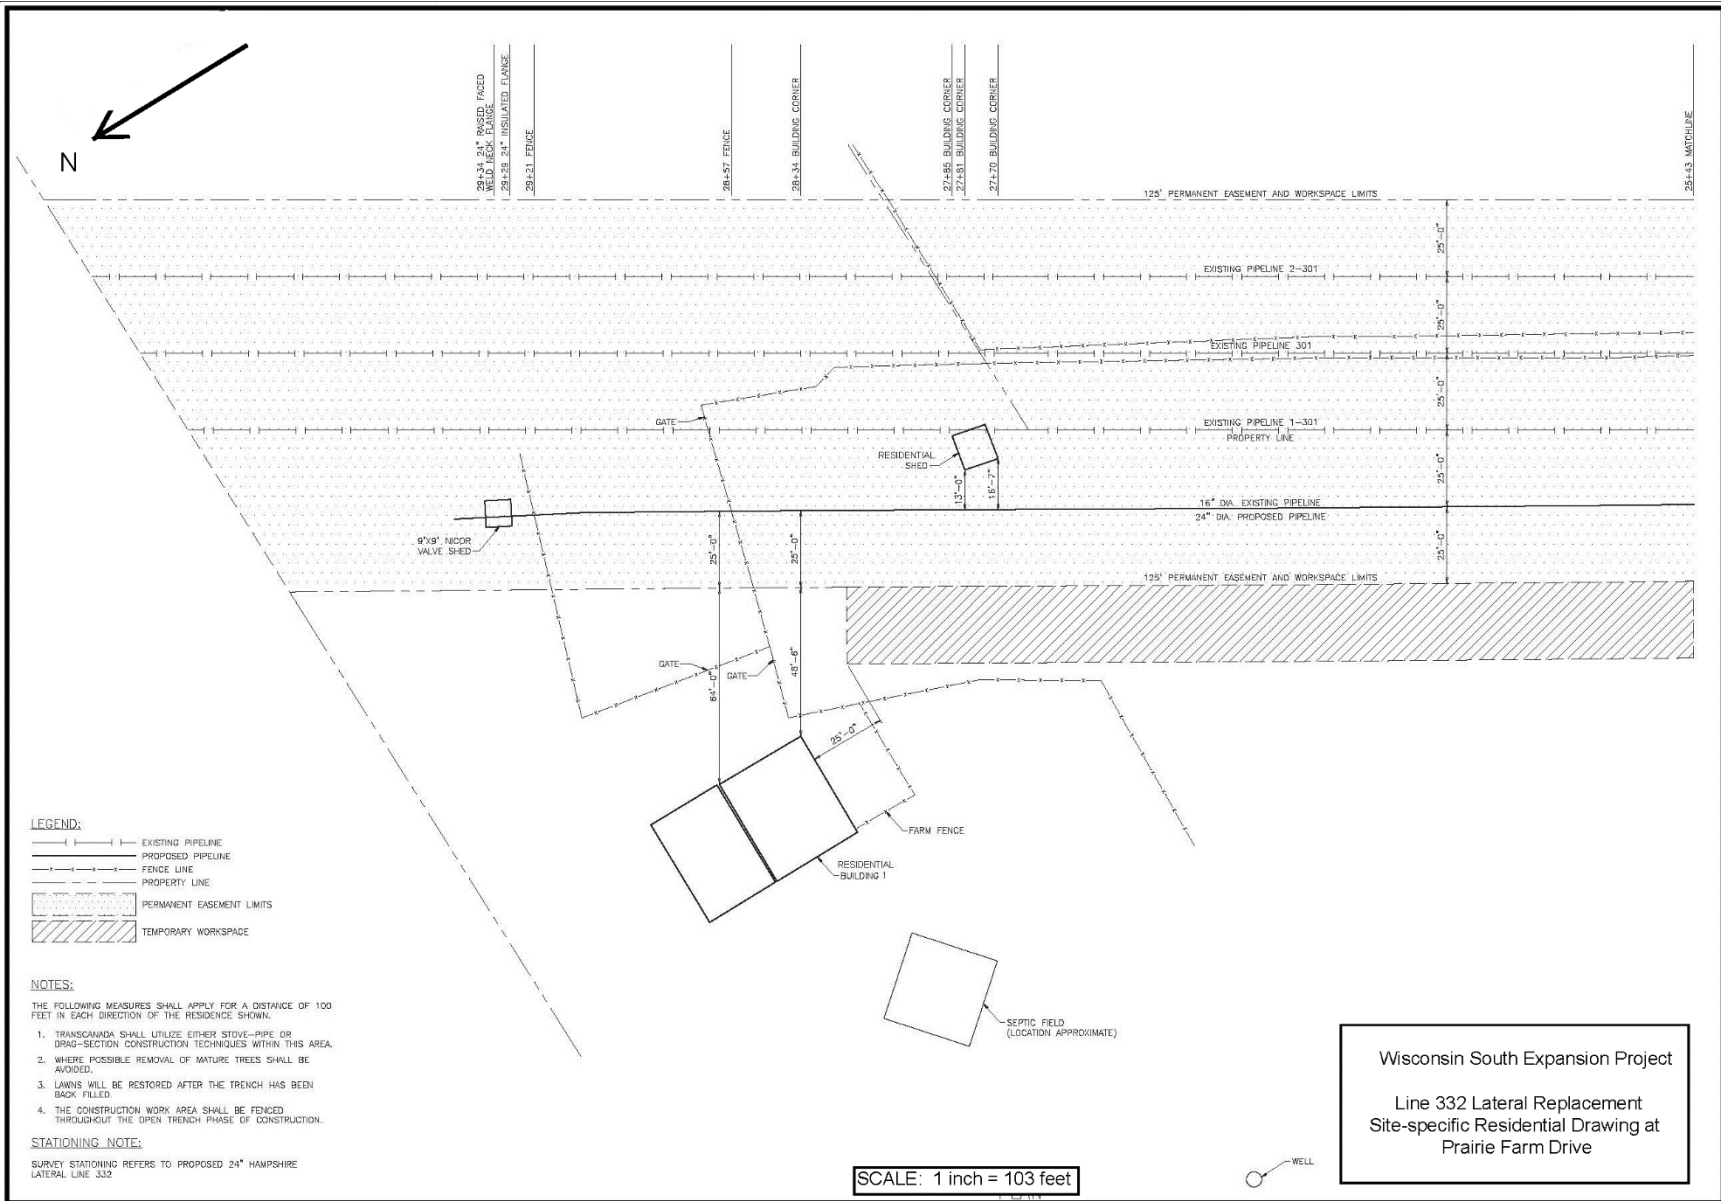 N
29+34 24" RAISED FACED
WELD NECK FLANGE
29+29 24" INSULATED FLANGE
29+21 FENCE
28+57 FENCE
28+34 BUILDING CORNER
27+85 BUILDING CORNER
27+81 BUILDING CORNER
27+70 BUILDING CORNER
25+43 MATCHLINE
125' PERMANENT EASEMENT AND WORKSPACE LIMITS
25'-0"
EXISTING PIPELINE 2-301
25'-0"
EXISTING PIPELINE 301
25'-0"
GATE
EXISTING PIPELINE 1-301
PROPERTY LINE
RESIDENTIAL
SHED
13'-0"
16'-7"
25'-0"
16" DIA. EXISTING PIPELINE
24" DIA. PROPOSED PIPELINE
9'X9' NICOR
VALVE SHED
25'-0"
25'-0"
25'-0"
125' PERMANENT EASEMENT AND WORKSPACE LIMITS
GATE
GATE
64'-0"
48'-6"
25'-0"
FARM FENCE
RESIDENTIAL
BUILDING 1
LEGEND:
EXISTING PIPELINE
PROPOSED PIPELINE
FENCE LINE
PROPERTY LINE
PERMANENT EASEMENT LIMITS
TEMPORARY WORKSPACE
NOTES:
THE FOLLOWING MEASURES SHALL APPLY FOR A DISTANCE OF 100
FEET IN EACH DIRECTION OF THE RESIDENCE SHOWN.
1. TRANSCANADA SHALL UTILIZE EITHER STOVE-PIPE OR
DRAG-SECTION CONSTRUCTION TECHNIQUES WITHIN THIS AREA.
2. WHERE POSSIBLE REMOVAL OF MATURE TREES SHALL BE
AVOIDED.
3. LAWNS WILL BE RESTORED AFTER THE TRENCH HAS BEEN
BACK FILLED.
4. THE CONSTRUCTION WORK AREA SHALL BE FENCED
THROUGHOUT THE OPEN TRENCH PHASE OF CONSTRUCTION.
STATIONING NOTE:
SURVEY STATIONING REFERS TO PROPOSED 24" HAMPSHIRE
LATERAL LINE 332
SEPTIC FIELD
(LOCATION APPROXIMATE)
WELL
SCALE: 1 inch = 103 feet
Wisconsin South Expansion Project
Line 332 Lateral Replacement
Site-specific Residential Drawing at
Prairie Farm Drive